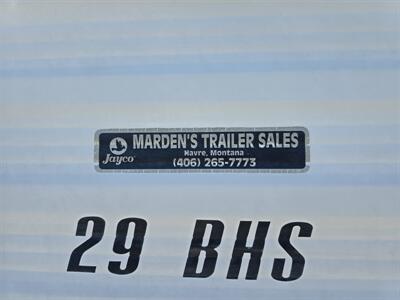 MARDEN'S TRAILER SALES
Havre, Montana
Jayco (406) 265-7773
29 BHS